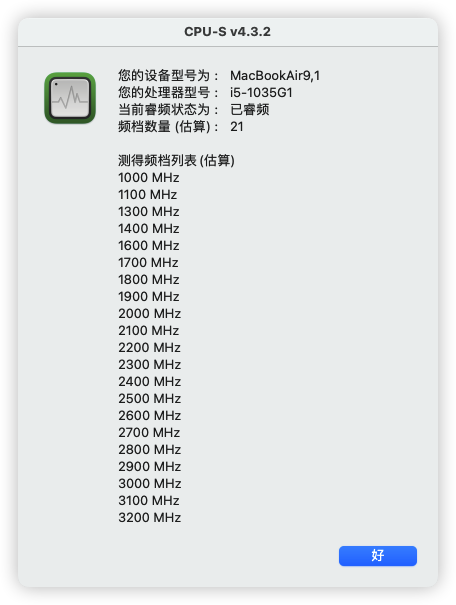 CPU-S v4.3.2
您的设备型号为： MacBookAir9,1
您的处理器型号： i5-1035G1
当前睿频状态为： 已睿频
频档数量 (估算)： 21
测得频档列表 (估算)
1000 MHz
1100 MHz
1300 MHz
1400 MHz
1600 MHz
1700 MHz
1800 MHz
1900 MHz
2000 MHz
2100 MHz
2200 MHz
2300 MHz
2400 MHz
2500 MHz
2600 MHz
2700 MHz
2800 MHz
2900 MHz
3000 MHz
3100 MHz
3200 MHz
好